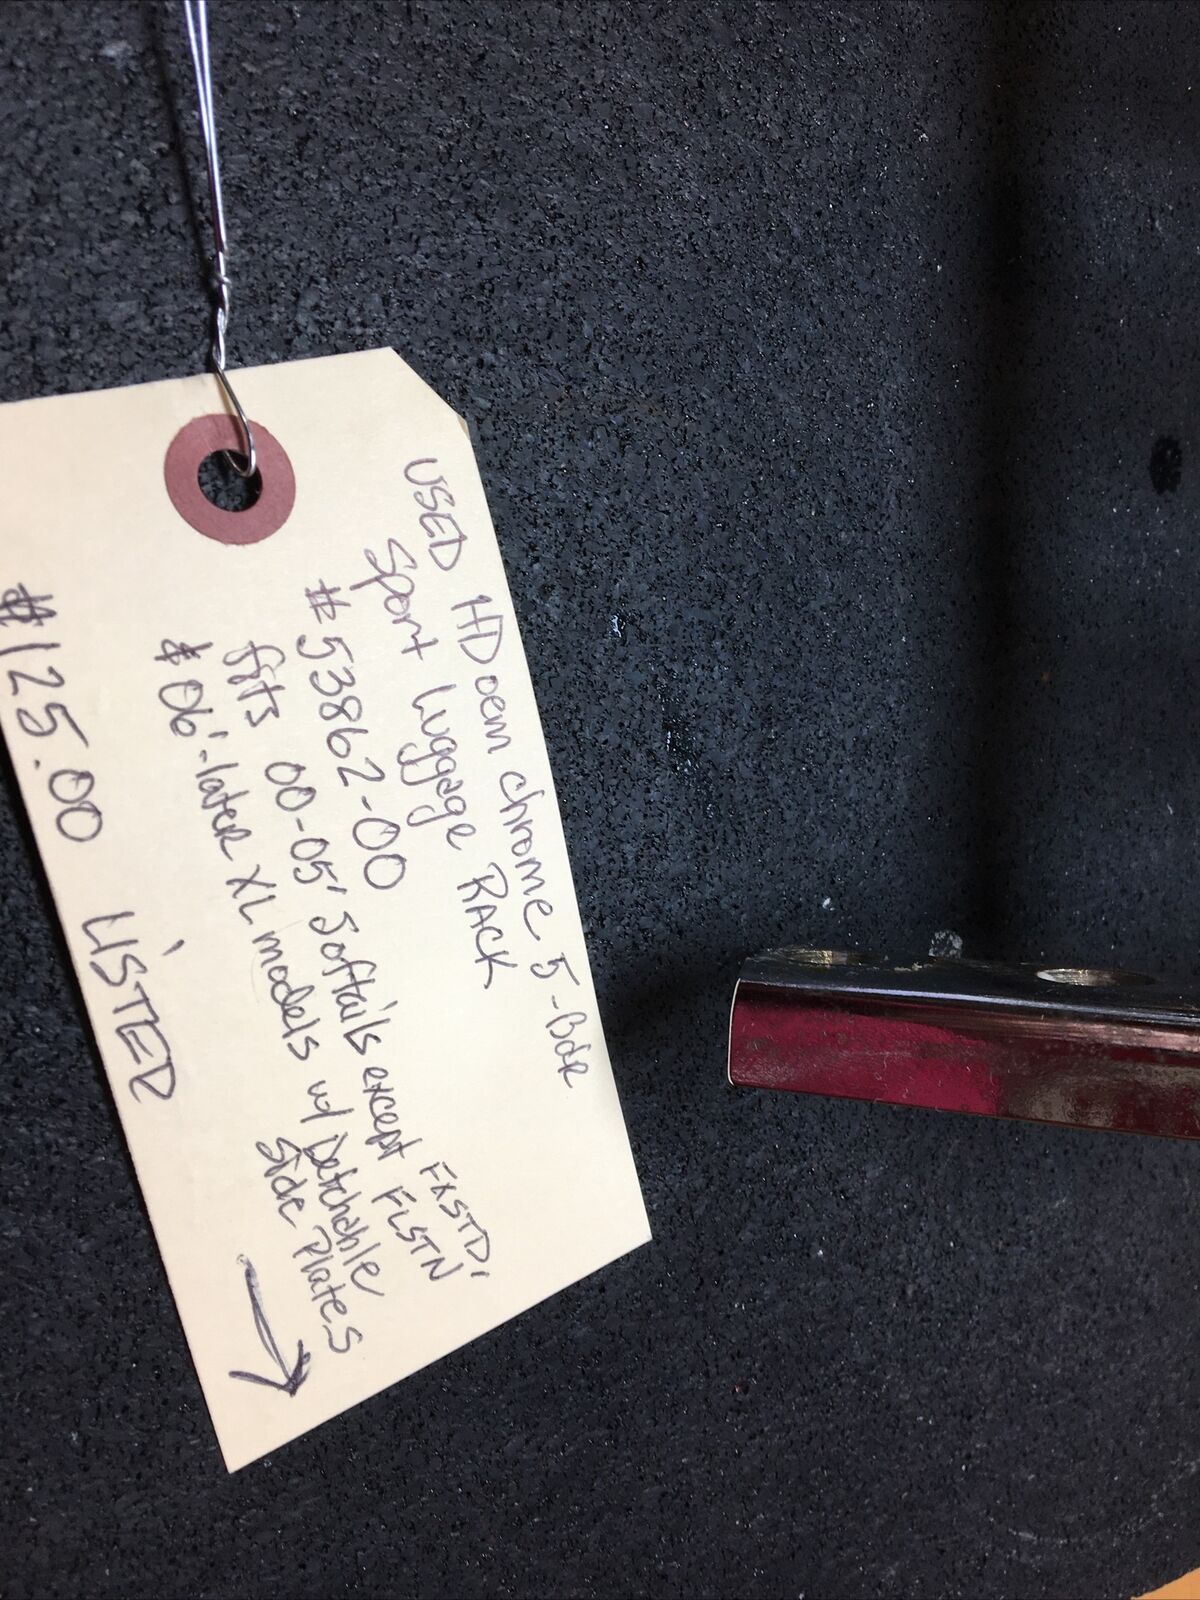 USED HD oem chrome 5-Bar
Sport Luggage RACK
#53862-00
fits 00-05' Softails except FXSTD,
FLSTN
& 06'-later XL models w/ Detchable
Side Plates
$125.00 LISTED